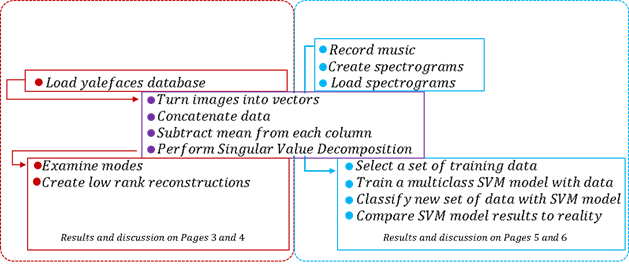 Record music
Create spectrograms
Load spectrograms
Load yalefaces database
Turn images into vectors
Concatenate data
Subtract mean from each column
Perform Singular Value Decomposition
Examine modes
Create low rank reconstructions
Results and discussion on Pages 3 and 4
Select a set of training data
Train a multiclass SVM model with data
Classify new set of data with SVM model
Compare SVM model results to reality
Results and discussion on Pages 5 and 6